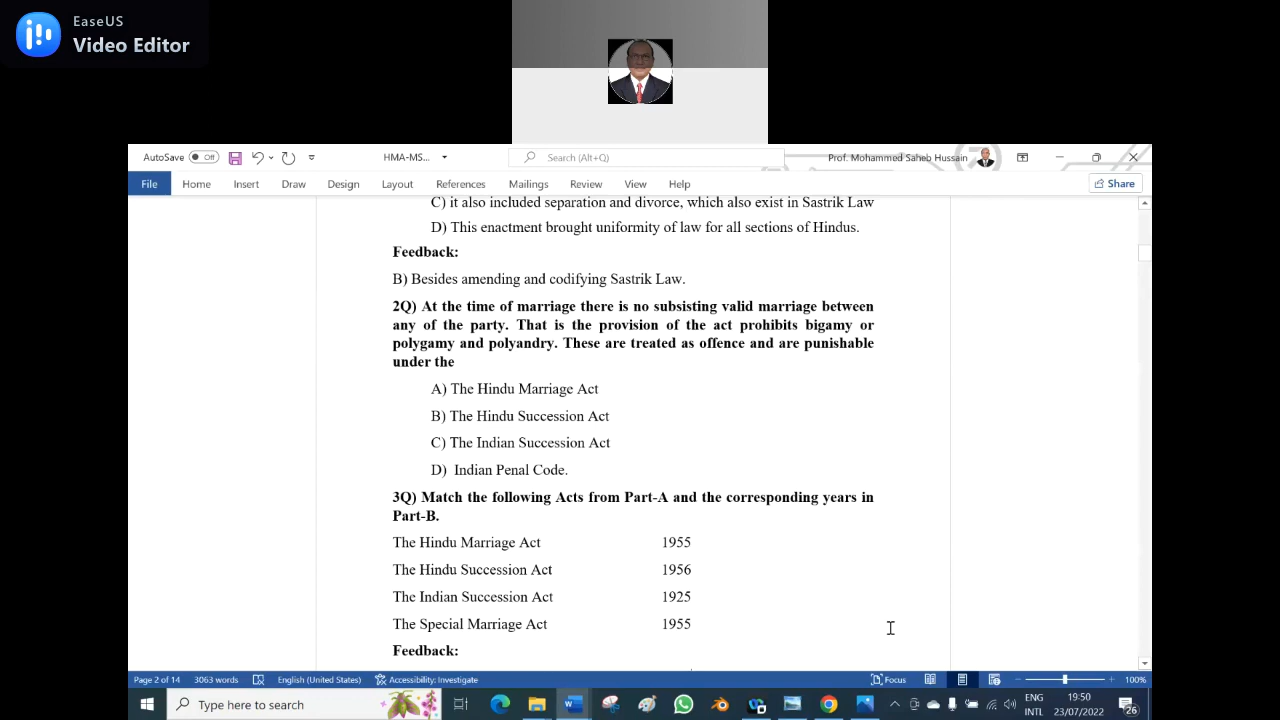 EaseUS
Video Editor
AutoSave Off HMA-MS... Search (Alt+Q) Prof. Mohammed Saheb Hussain
File Home Insert Draw Design Layout References Mailings Review View Help Share
C) it also included separation and divorce, which also exist in Sastrik Law
D) This enactment brought uniformity of law for all sections of Hindus.
Feedback:
B) Besides amending and codifying Sastrik Law.
2Q) At the time of marriage there is no subsisting valid marriage between
any of the party. That is the provision of the act prohibits bigamy or
polygamy and polyandry. These are treated as offence and are punishable
under the
A) The Hindu Marriage Act
B) The Hindu Succession Act
C) The Indian Succession Act
D) Indian Penal Code.
3Q) Match the following Acts from Part-A and the corresponding years in
Part-B.
The Hindu Marriage Act 1955
The Hindu Succession Act 1956
The Indian Succession Act 1925
The Special Marriage Act 1955
Feedback:
Page 2 of 14 3063 words English (United States) Accessibility: Investigate Focus 100%
Type here to search ENG 19:50
INTL 23/07/2022 26